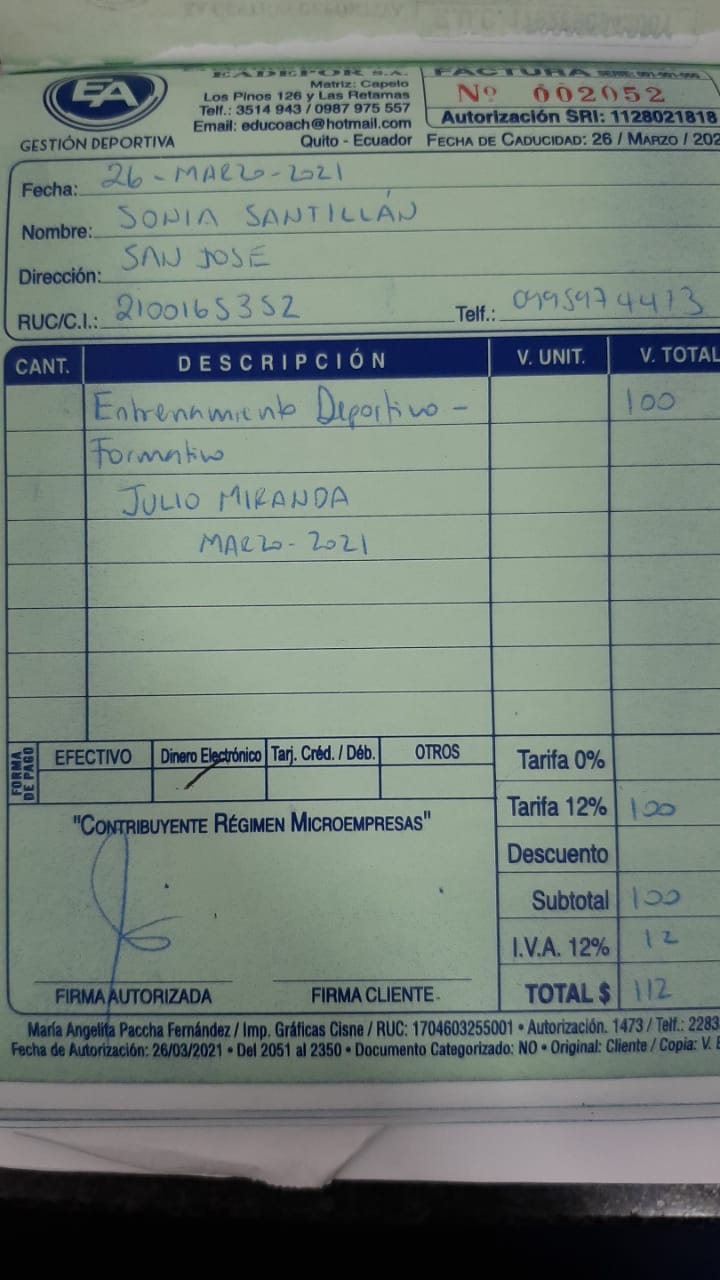 EA
GESTIÓN DEPORTIVA
EADEPOR S.A.
Matriz: Capelo
Los Pinos 126 y Las Retamas
Telf.: 3514 943 / 0987 975 557
Email: educoach@hotmail.com
Quito - Ecuador
FACTURA
Nº 002052
Autorización SRI: 1128021818
FECHA DE CADUCIDAD: 26 / MARZO / 202
Fecha: 26-MARZO-2021
Nombre: SONIA SANTILLÁN
Dirección: SAN JOSE
RUC/C.I.: 2100165352 Telf.: 0995974473
CANT. DESCRIPCIÓN V. UNIT. V. TOTAL
Entrenamiento Deportivo - 100
Formativo
JULIO MIRANDA
MARZO-2021
FORMA DE PAGO
EFECTIVO Dinero Electrónico Tarj. Créd. / Déb. OTROS
"CONTRIBUYENTE RÉGIMEN MICROEMPRESAS"
Tarifa 0%
Tarifa 12% 100
Descuento
Subtotal 100
I.V.A. 12% 12
TOTAL $ 112
FIRMA AUTORIZADA FIRMA CLIENTE
María Angelita Paccha Fernández / Imp. Gráficas Cisne / RUC: 1704603255001 • Autorización. 1473 / Telf.: 2283
Fecha de Autorización: 26/03/2021 • Del 2051 al 2350 • Documento Categorizado: NO • Original: Cliente / Copia: V.